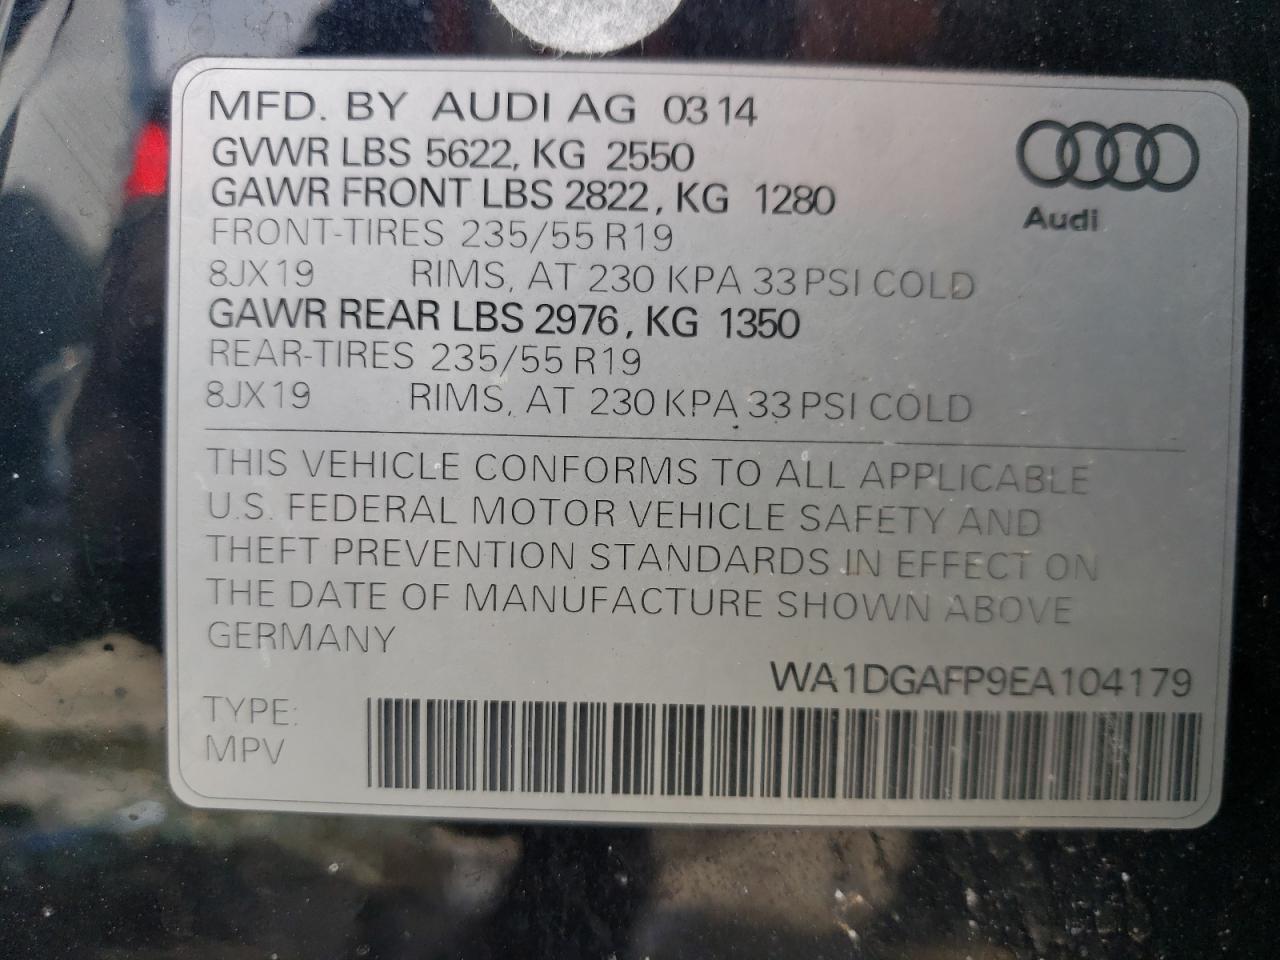 MFD. BY AUDI AG 03 14
GVWR LBS 5622, KG 2550
GAWR FRONT LBS 2822, KG 1280
FRONT-TIRES 235/55 R19
8JX19 RIMS, AT 230 KPA 33 PSI COLD
GAWR REAR LBS 2976, KG 1350
REAR-TIRES 235/55 R19
8JX19 RIMS, AT 230 KPA 33 PSI COLD
Audi
THIS VEHICLE CONFORMS TO ALL APPLICABLE
U.S. FEDERAL MOTOR VEHICLE SAFETY AND
THEFT PREVENTION STANDARDS IN EFFECT ON
THE DATE OF MANUFACTURE SHOWN ABOVE
GERMANY
WA1DGAFP9EA104179
TYPE:
MPV